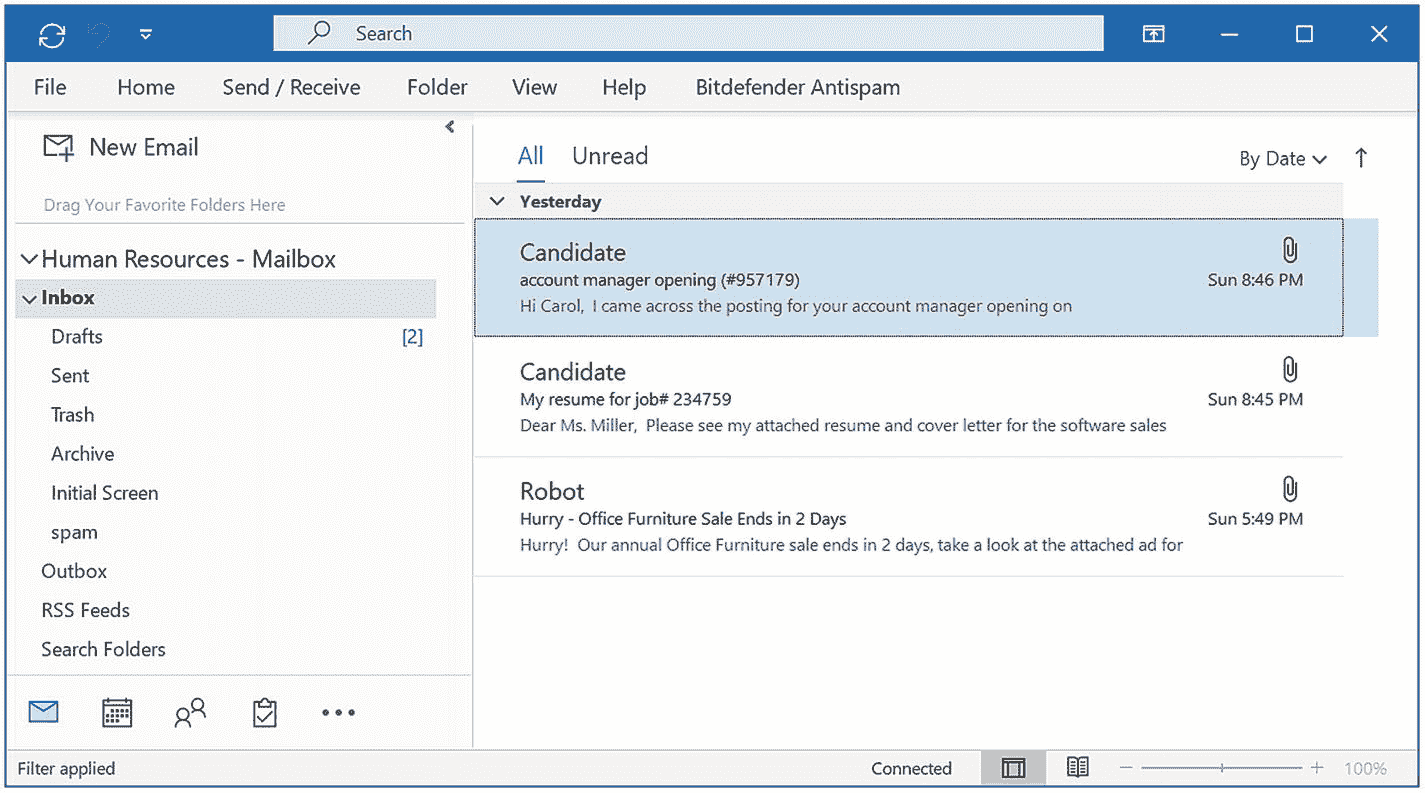 Search
File Home Send / Receive Folder View Help Bitdefender Antispam
New Email
Drag Your Favorite Folders Here
Human Resources - Mailbox
Inbox
Drafts [2]
Sent
Trash
Archive
Initial Screen
spam
Outbox
RSS Feeds
Search Folders
All Unread By Date
Yesterday
Candidate
account manager opening (#957179) Sun 8:46 PM
Hi Carol, I came across the posting for your account manager opening on
Candidate
My resume for job# 234759 Sun 8:45 PM
Dear Ms. Miller, Please see my attached resume and cover letter for the software sales
Robot
Hurry - Office Furniture Sale Ends in 2 Days Sun 5:49 PM
Hurry! Our annual Office Furniture sale ends in 2 days, take a look at the attached ad for
Filter applied Connected 100%